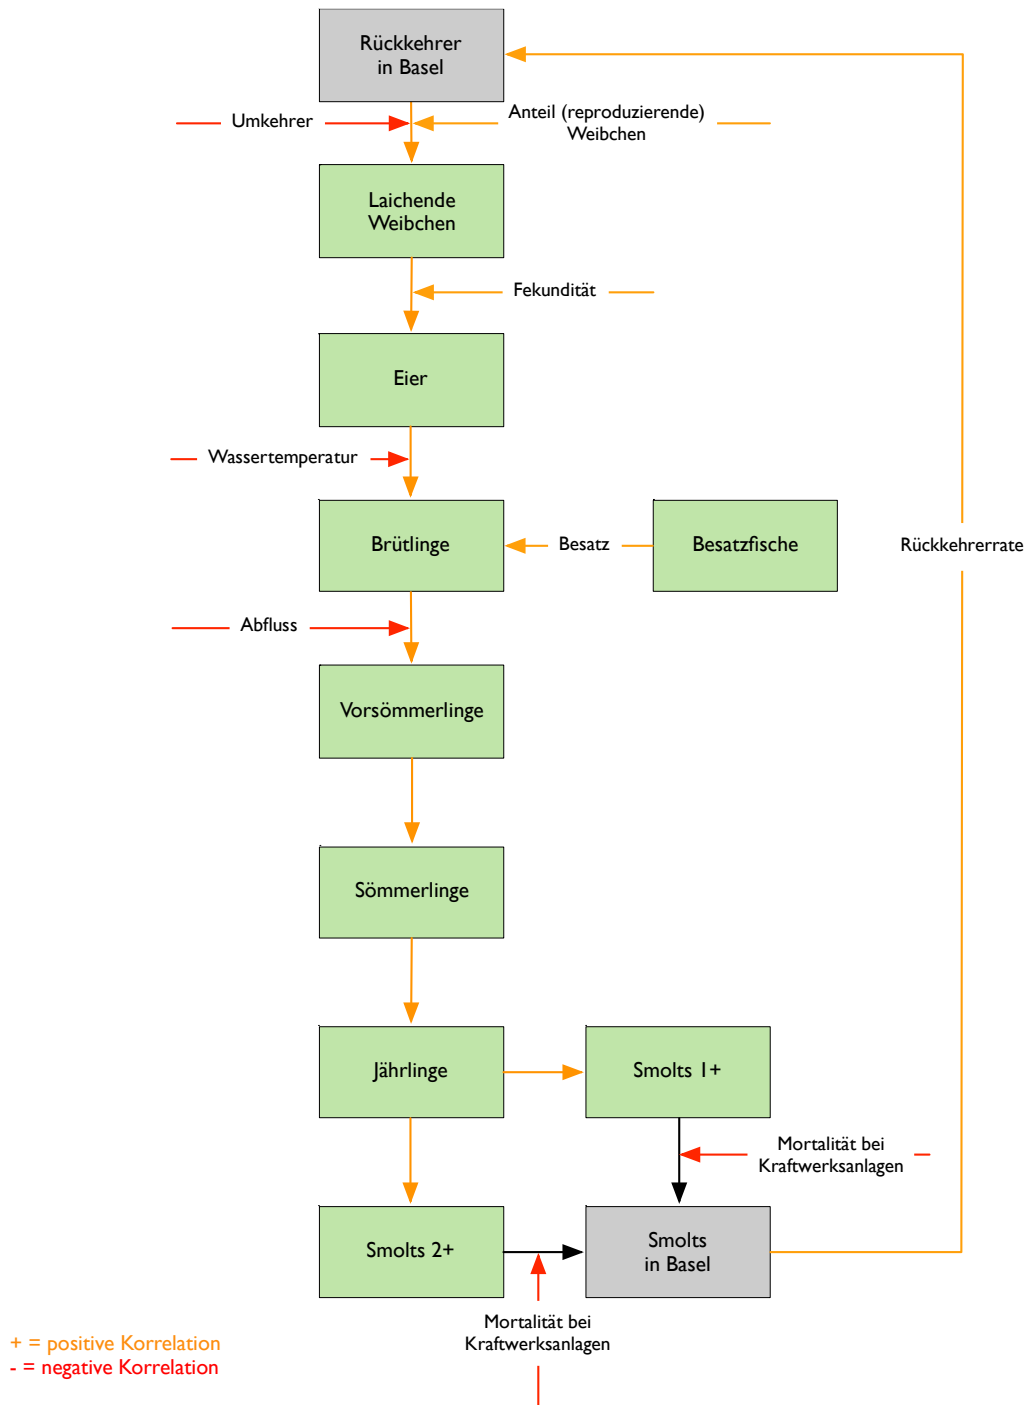 Rückkehrer
in Basel
Umkehrer
Anteil (reproduzierende)
Weibchen
Laichende
Weibchen
Fekundität
Eier
Wassertemperatur
Brütlinge
Besatz
Besatzfische
Rückkehrerrate
Abfluss
Vorsömmerlinge
Sömmerlinge
Jährlinge
Smolts 1+
Mortalität bei
Kraftwerksanlagen
Smolts 2+
Smolts
in Basel
Mortalität bei
Kraftwerksanlagen
+ = positive Korrelation
- = negative Korrelation